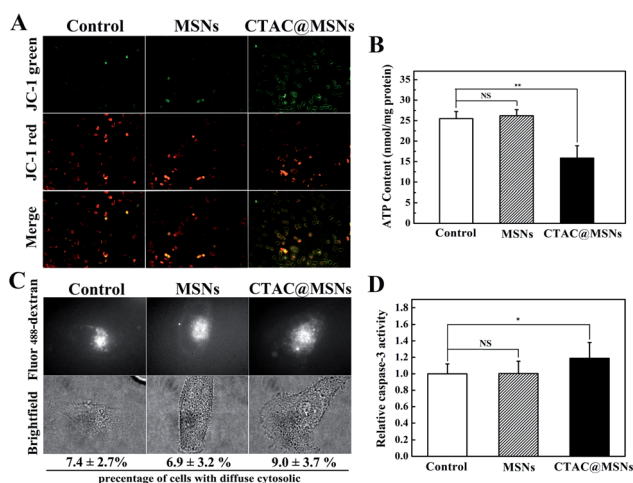 A
Control MSNs CTAC@MSNs
JC-1 green
JC-1 red
Merge
B
ATP Content (nmol/mg protein)
35
30
25
20
15
10
5
0
**
NS
Control MSNs CTAC@MSNs
C
Control MSNs CTAC@MSNs
Fluor 488-dextran
Brightfield
7.4 ± 2.7% 6.9 ± 3.2 % 9.0 ± 3.7 %
precentage of cells with diffuse cytosolic
D
Relative caspase-3 activity
1.8
1.6
1.4
1.2
1.0
0.8
0.6
0.4
0.2
0.0
*
NS
Control MSNs CTAC@MSNs